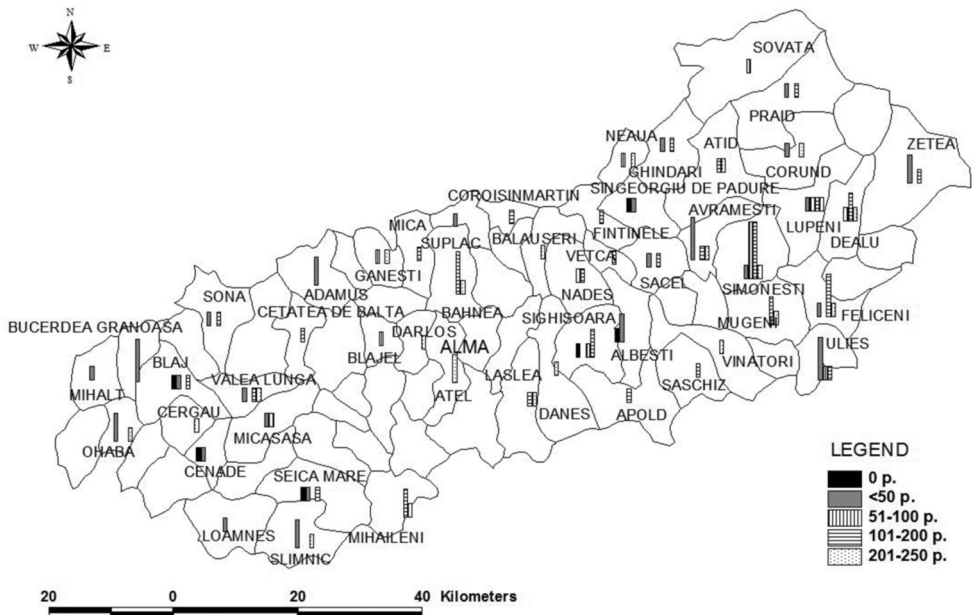 N
W E
S
SOVATA
PRAID
NEAUA
ATID
ZETEA
GHINDARI
CORUND
COROISINMARTIN
SINGEORGIU DE PADURE
MICA
AVRAMESTI
LUPENI
SUPLAC
BALAUSERI
FINTINELE
DEALU
GANESTI
VETCA
SACEL
ADAMUS
NADES
SIMONESTI
SONA
CETATEA DE BALTA
BAHNEA
SIGHISOARA
MUGENI
FELICENI
BUCERDEA GRANOASA
DARLOS
ULIES
BLAJ
BLAJEL
ALMA
ALBESTI
VINATORI
MIHALT
VALEA LUNGA
LASLEA
SASCHIZ
ATEL
CERGAU
DANES
APOLD
OHABA
MICASASA
CENADE
SEICA MARE
LOAMNES
MIHAILENI
SLIMNIC
LEGEND
0 p.
<50 p.
51-100 p.
101-200 p.
201-250 p.
20 0 20 40 Kilometers